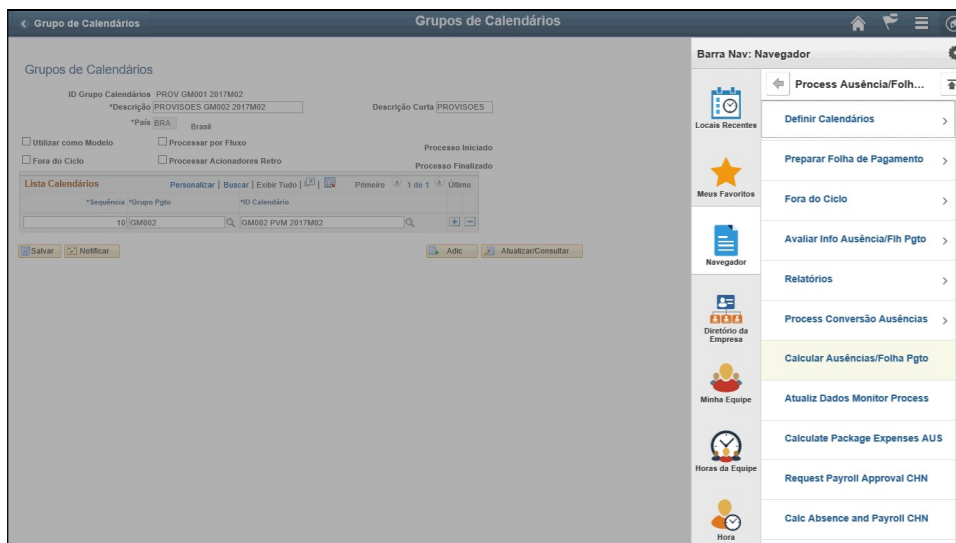 Grupo de Calendários
Grupos de Calendários
Grupos de Calendários
ID Grupo Calendários PROV GM001 2017M02
*Descrição PROVISOES GM002 2017M02
Descrição Curta PROVISOES
*País BRA Brasil
Utilizar como Modelo
Processar por Fluxo
Processo Iniciado
Fora do Ciclo
Processar Acionadores Retro
Processo Finalizado
Lista Calendários
Personalizar | Buscar | Exibir Tudo |
Primeiro 1 de 1 Último
*Sequência *Grupo Pgto *ID Calendário
10 GM002 GM002 PVM 2017M02
Salvar
Notificar
Adic
Atualizar/Consultar
Barra Nav: Navegador
Locais Recentes
Meus Favoritos
Navegador
Diretório da
Empresa
Minha Equipe
Horas da Equipe
Hora
Process Ausência/Folh...
Definir Calendários
Preparar Folha de Pagamento
Fora do Ciclo
Avaliar Info Ausência/Flh Pgto
Relatórios
Process Conversão Ausências
Calcular Ausências/Folha Pgto
Atualiz Dados Monitor Process
Calculate Package Expenses AUS
Request Payroll Approval CHN
Calc Absence and Payroll CHN